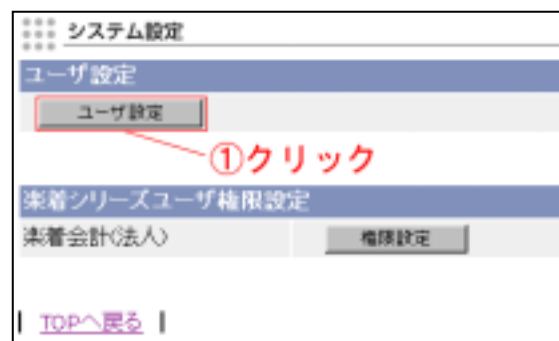 システム設定
ユーザ設定
ユーザ設定
①クリック
楽着シリーズユーザ権限設定
楽着会計(法人) 権限設定
| TOPへ戻る |